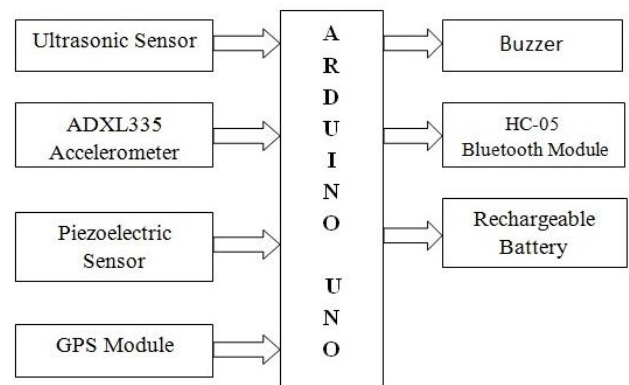 Ultrasonic Sensor
ADXL335
Accelerometer
Piezoelectric
Sensor
GPS Module
A
R
D
U
I
N
O
U
N
O
Buzzer
HC-05
Bluetooth Module
Rechargeable
Battery